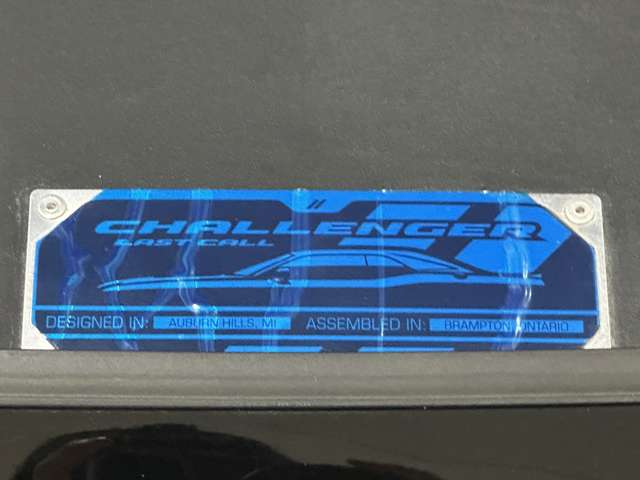 CHALLENGER
LAST CALL
DESIGNED IN: AUBURN HILLS, MI ASSEMBLED IN: BRAMPTON, ONTARIO